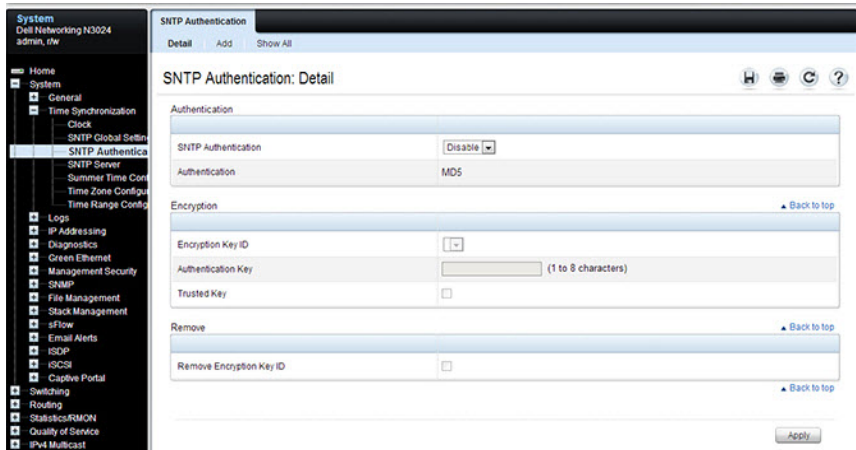 System
Dell Networking N3024
admin, r/w
Home
System
General
Time Synchronization
Clock
SNTP Global Settin
SNTP Authentica
SNTP Server
Summer Time Conf
Time Zone Configu
Time Range Config
Logs
IP Addressing
Diagnostics
Green Ethernet
Management Security
SNMP
File Management
Stack Management
sFlow
Email Alerts
ISDP
iSCSI
Captive Portal
Switching
Routing
Statistics/RMON
Quality of Service
IPv4 Multicast
SNTP Authentication
Detail Add Show All
SNTP Authentication: Detail
Authentication
SNTP Authentication Disable
Authentication MD5
Encryption Back to top
Encryption Key ID
Authentication Key (1 to 8 characters)
Trusted Key
Remove Back to top
Remove Encryption Key ID
Back to top
Apply